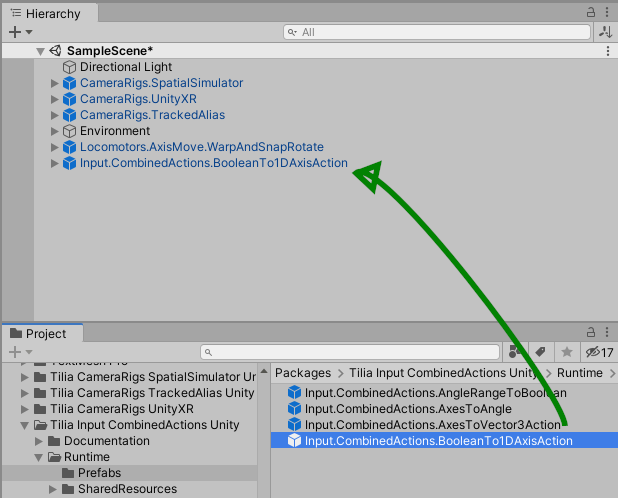 Hierarchy
All
SampleScene*
Directional Light
CameraRigs.SpatialSimulator
CameraRigs.UnityXR
CameraRigs.TrackedAlias
Environment
Locomotors.AxisMove.WarpAndSnapRotate
Input.CombinedActions.BooleanTo1DAxisAction
Project
17
Tilia CameraRigs SpatialSimulator Ur
Tilia CameraRigs TrackedAlias Unity
Tilia CameraRigs UnityXR
Tilia Input CombinedActions Unity
Documentation
Runtime
Prefabs
SharedResources
Packages > Tilia Input CombinedActions Unity > Runtime >
Input.CombinedActions.AngleRangeToBoolean
Input.CombinedActions.AxesToAngle
Input.CombinedActions.AxesToVector3Action
Input.CombinedActions.BooleanTo1DAxisAction